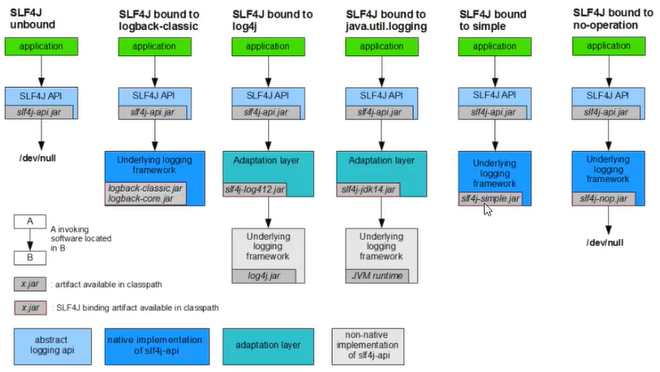 SLF4J
unbound
SLF4J bound to
logback-classic
SLF4J bound to
log4j
SLF4J bound to
java.util.logging
SLF4J bound
to simple
SLF4J bound to
no-operation
application
application
application
application
application
application
SLF4J API
slf4j-api.jar
SLF4J API
slf4j-api.jar
SLF4J API
slf4j-api.jar
SLF4J API
slf4j-api.jar
SLF4J API
slf4j-api.jar
SLF4J API
slf4j-api.jar
/dev/null
Underlying logging
framework
logback-classic.jar
logback-core.jar
Adaptation layer
slf4j-log412.jar
Adaptation layer
slf4j-jdk14.jar
Underlying
logging
framework
slf4j-simple.jar
Underlying
logging
framework
slf4j-nop.jar
Underlying
logging
framework
log4j.jar
Underlying
logging
framework
JVM runtime
/dev/null
A
B
A invoking
software located
in B
x.jar
: artifact available in classpath
x.jar
: SLF4J binding artifact available in classpath
abstract
logging api
native implementation
of slf4j-api
adaptation layer
non-native
implementation
of slf4j-api